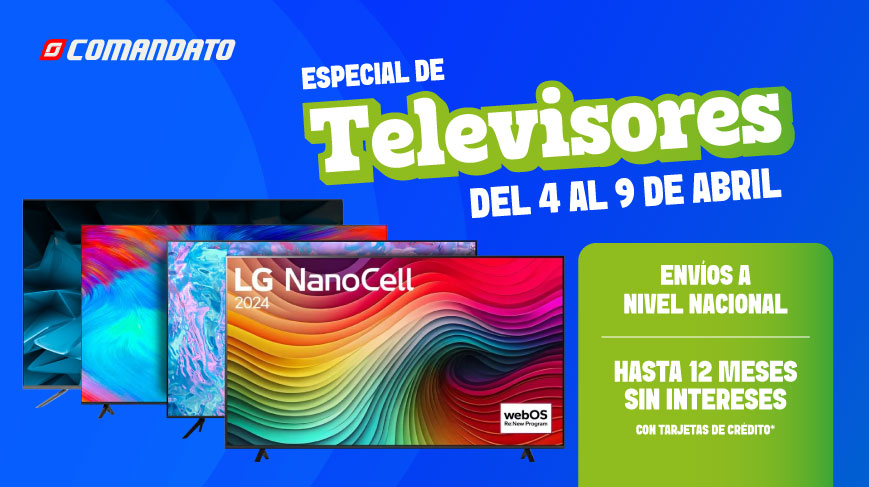 COMANDATO
ESPECIAL DE
Televisores
DEL 4 AL 9 DE ABRIL
LG NanoCell
2024
webOS
Re:New Program
ENVÍOS A
NIVEL NACIONAL
HASTA 12 MESES
SIN INTERESES
CON TARJETAS DE CRÉDITO*